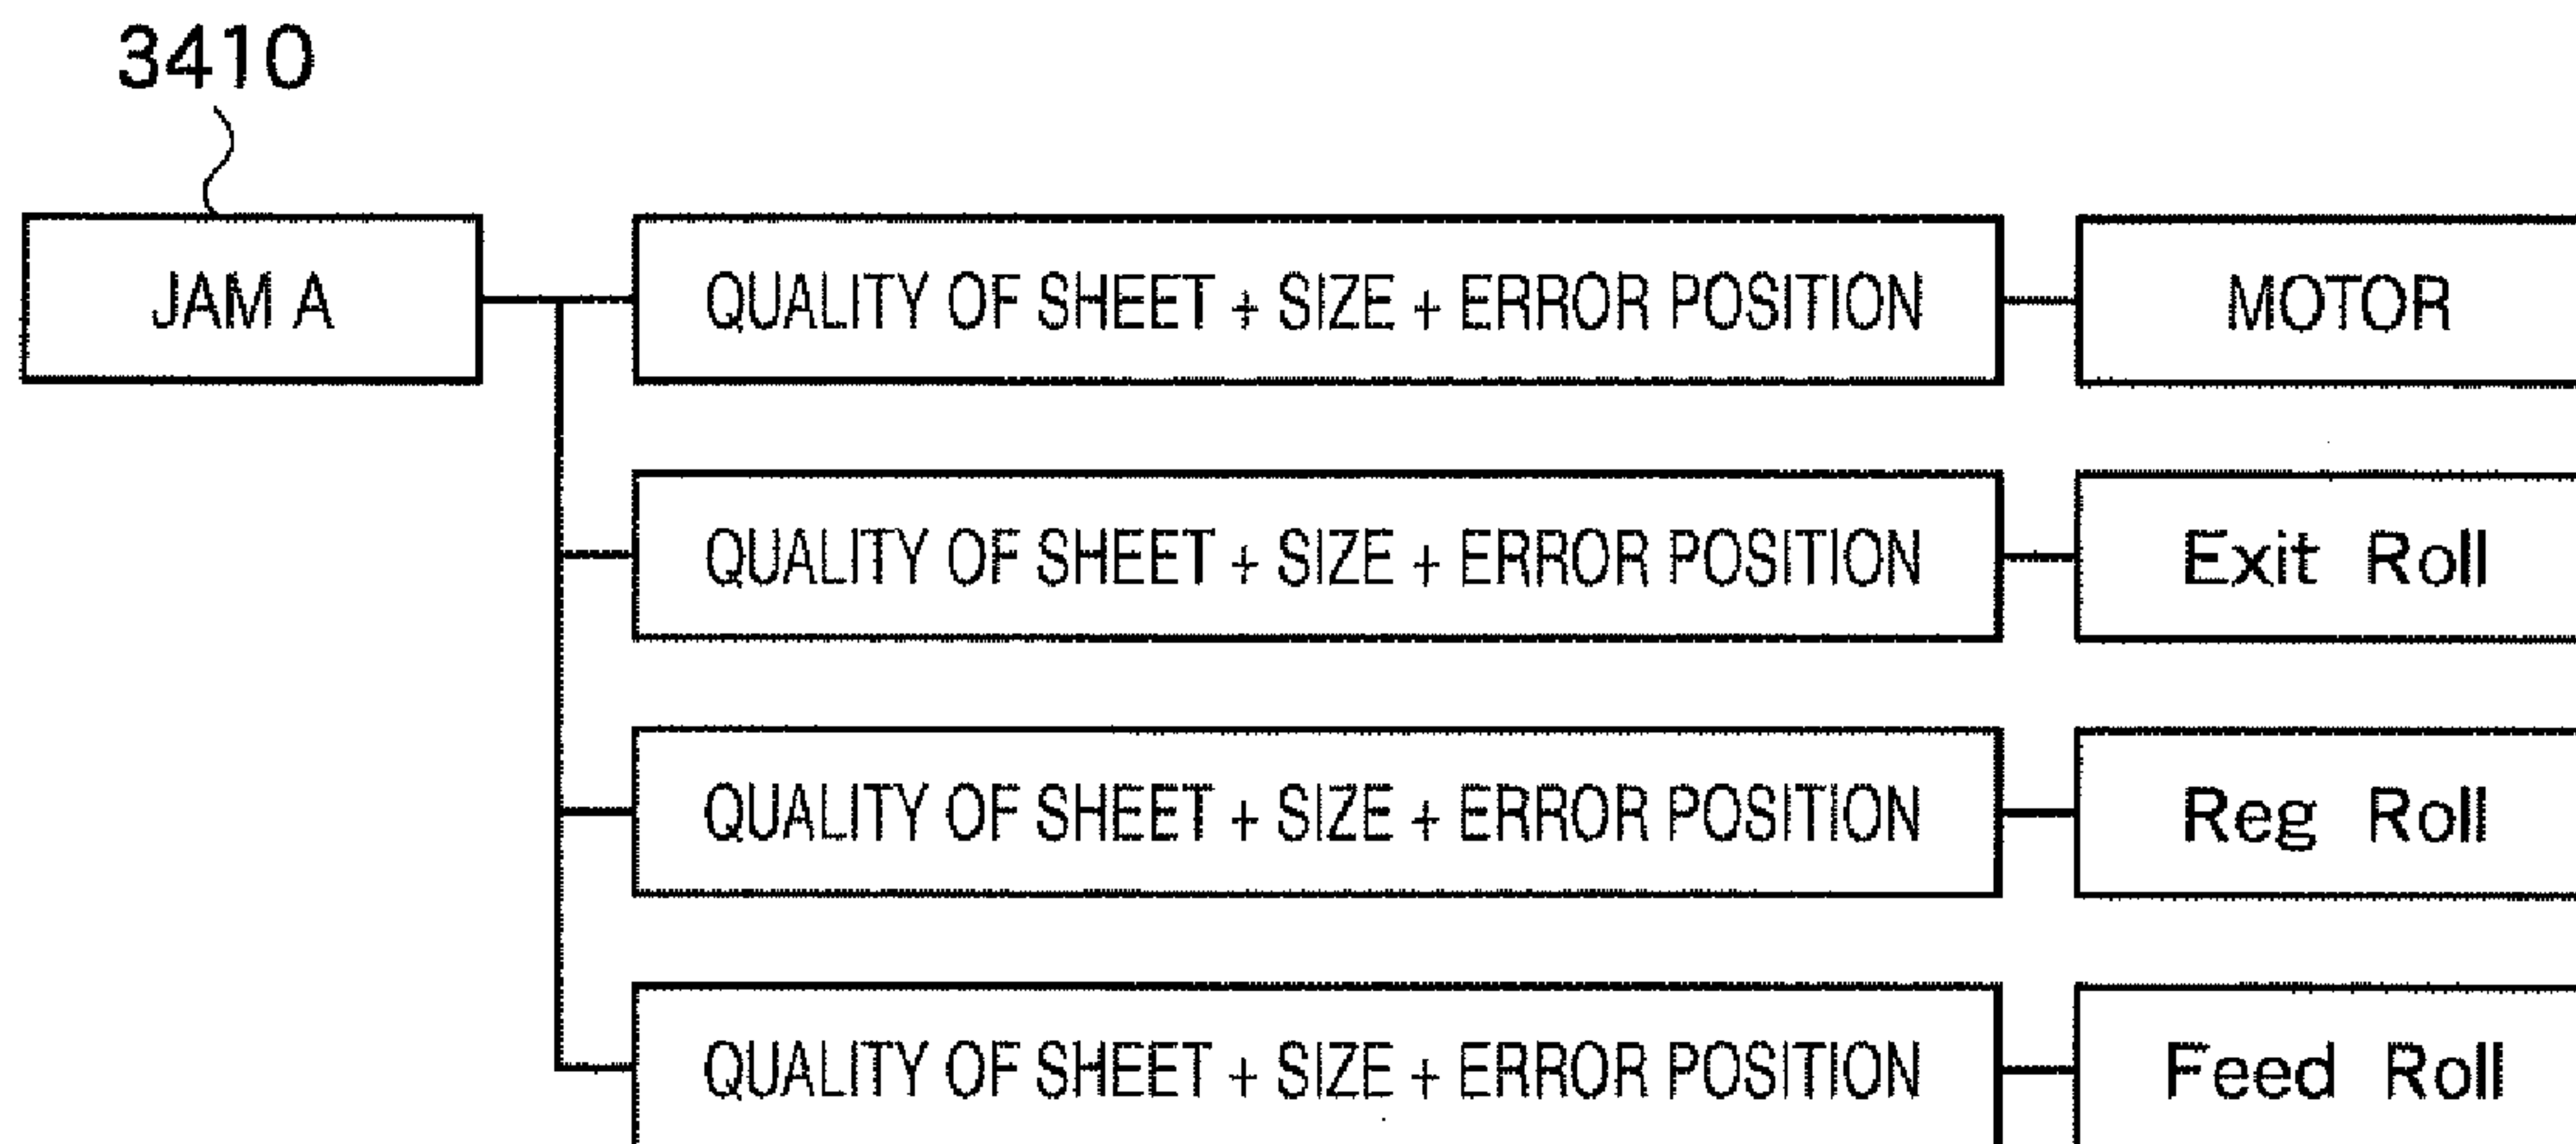 3410
JAM A
QUALITY OF SHEET + SIZE + ERROR POSITION
MOTOR
QUALITY OF SHEET + SIZE + ERROR POSITION
Exit Roll
QUALITY OF SHEET + SIZE + ERROR POSITION
Reg Roll
QUALITY OF SHEET + SIZE + ERROR POSITION
Feed Roll